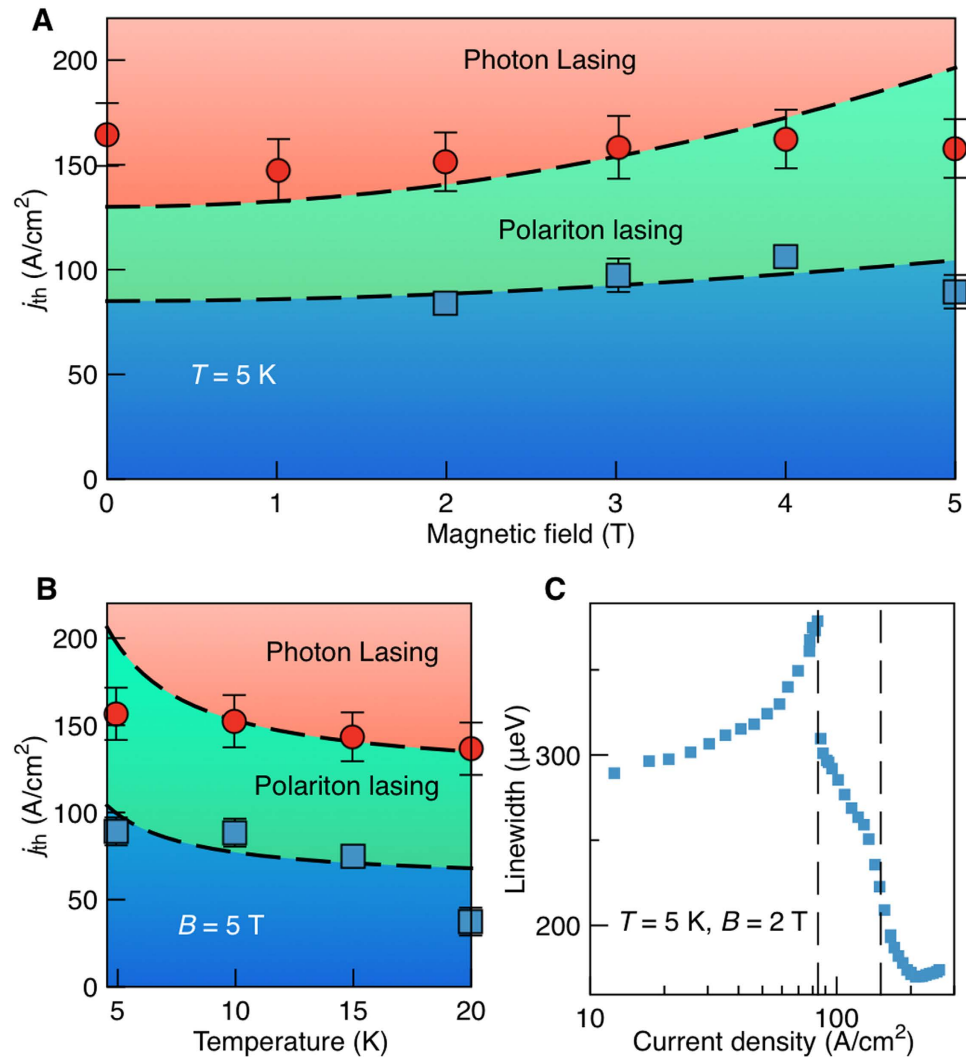 A
200
150
100
50
0
j_th (A/cm²)
Photon Lasing
Polariton lasing
T = 5 K
0 1 2 3 4 5
Magnetic field (T)
B
200
150
100
50
0
j_th (A/cm²)
Photon Lasing
Polariton lasing
B = 5 T
5 10 15 20
Temperature (K)
C
300
200
Linewidth (μeV)
T = 5 K, B = 2 T
10 100
Current density (A/cm²)